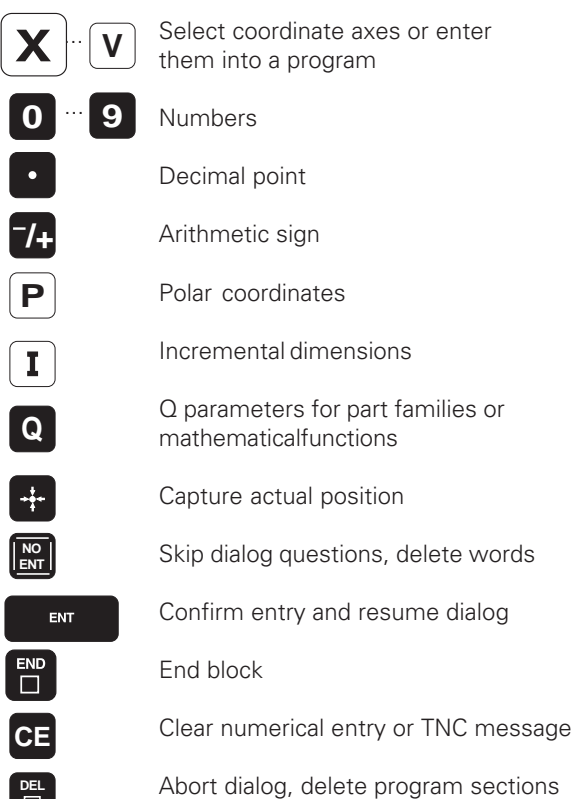 X ... V Select coordinate axes or enter
them into a program
0 ... 9 Numbers
• Decimal point
−/+ Arithmetic sign
P Polar coordinates
I Incremental dimensions
Q Q parameters for part families or
mathematicalfunctions
Capture actual position
NO
ENT Skip dialog questions, delete words
ENT Confirm entry and resume dialog
END End block
CE Clear numerical entry or TNC message
DEL Abort dialog, delete program sections